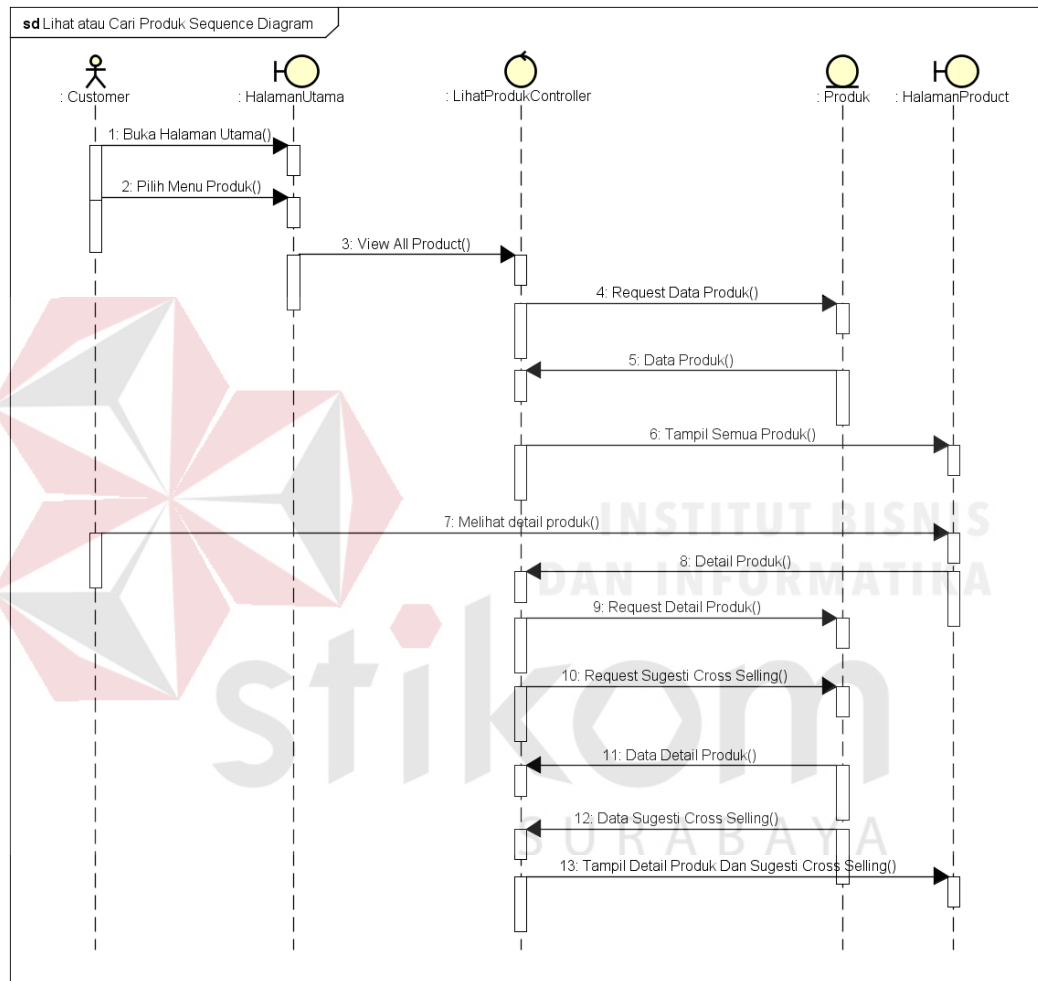 sd Lihat atau Cari Produk Sequence Diagram
: Customer
: HalamanUtama
: LihatProdukController
: Produk
: HalamanProduct
1: Buka Halaman Utama()
2: Pilih Menu Produk()
3: View All Product()
4: Request Data Produk()
5: Data Produk()
6: Tampil Semua Produk()
7: Melihat detail produk()
INSTITUT BISNIS
8: Detail Produk()
DAN INFORMATIKA
9: Request Detail Produk()
10: Request Sugesti Cross Selling()
stikom
11: Data Detail Produk()
12: Data Sugesti Cross Selling()
SURABAYA
13: Tampil Detail Produk Dan Sugesti Cross Selling()